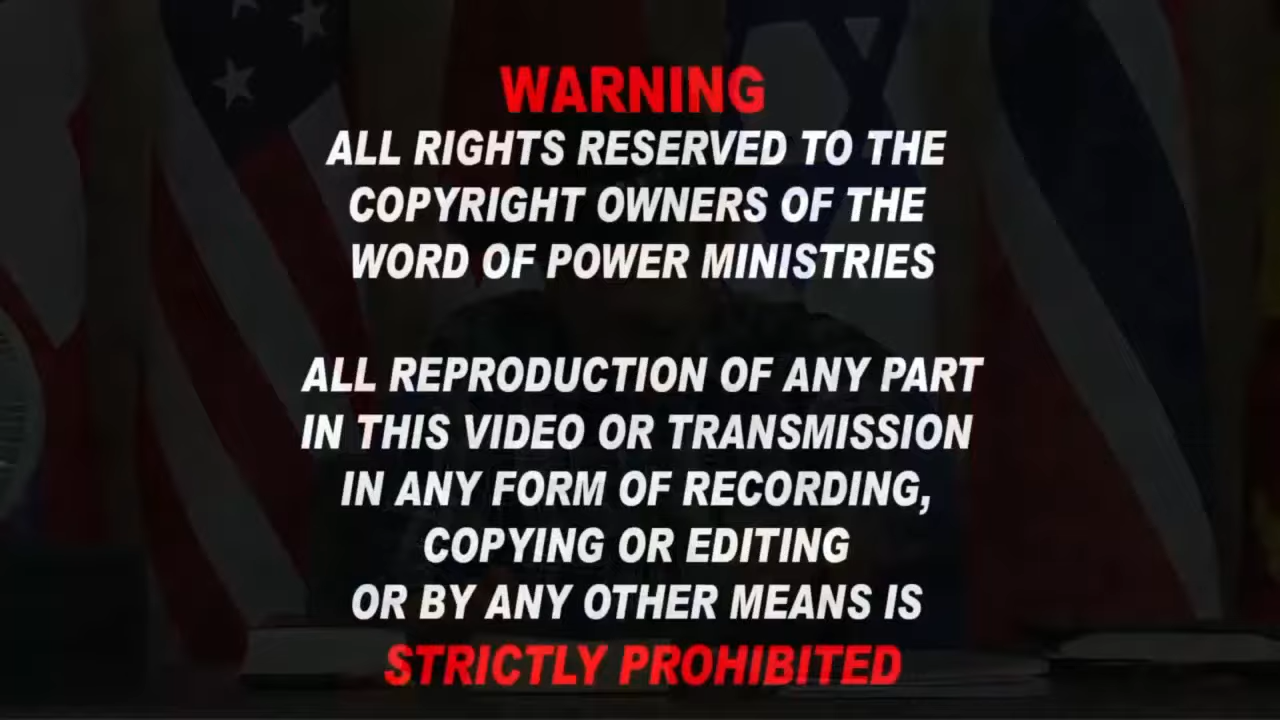 WARNING
ALL RIGHTS RESERVED TO THE
COPYRIGHT OWNERS OF THE
WORD OF POWER MINISTRIES
ALL REPRODUCTION OF ANY PART
IN THIS VIDEO OR TRANSMISSION
IN ANY FORM OF RECORDING,
COPYING OR EDITING
OR BY ANY OTHER MEANS IS
STRICTLY PROHIBITED